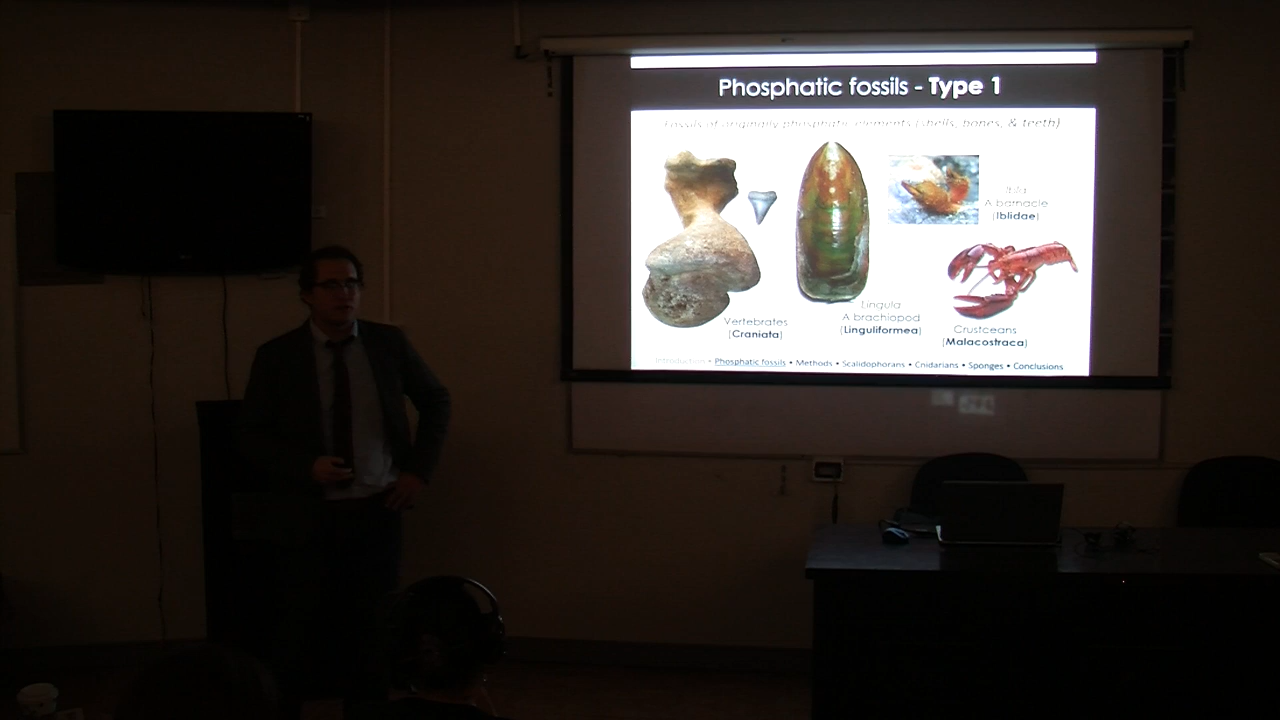 Phosphatic fossils - Type 1
Fossils of originally phosphatic elements (shells, bones, & teeth)
Ibla
A barnacle
(Iblidae)
Lingula
A brachiopod
(Linguliformea)
Vertebrates
(Craniata)
Crustceans
(Malacostraca)
Introduction • Phosphatic fossils • Methods • Scalidophorans • Cnidarians • Sponges • Conclusions